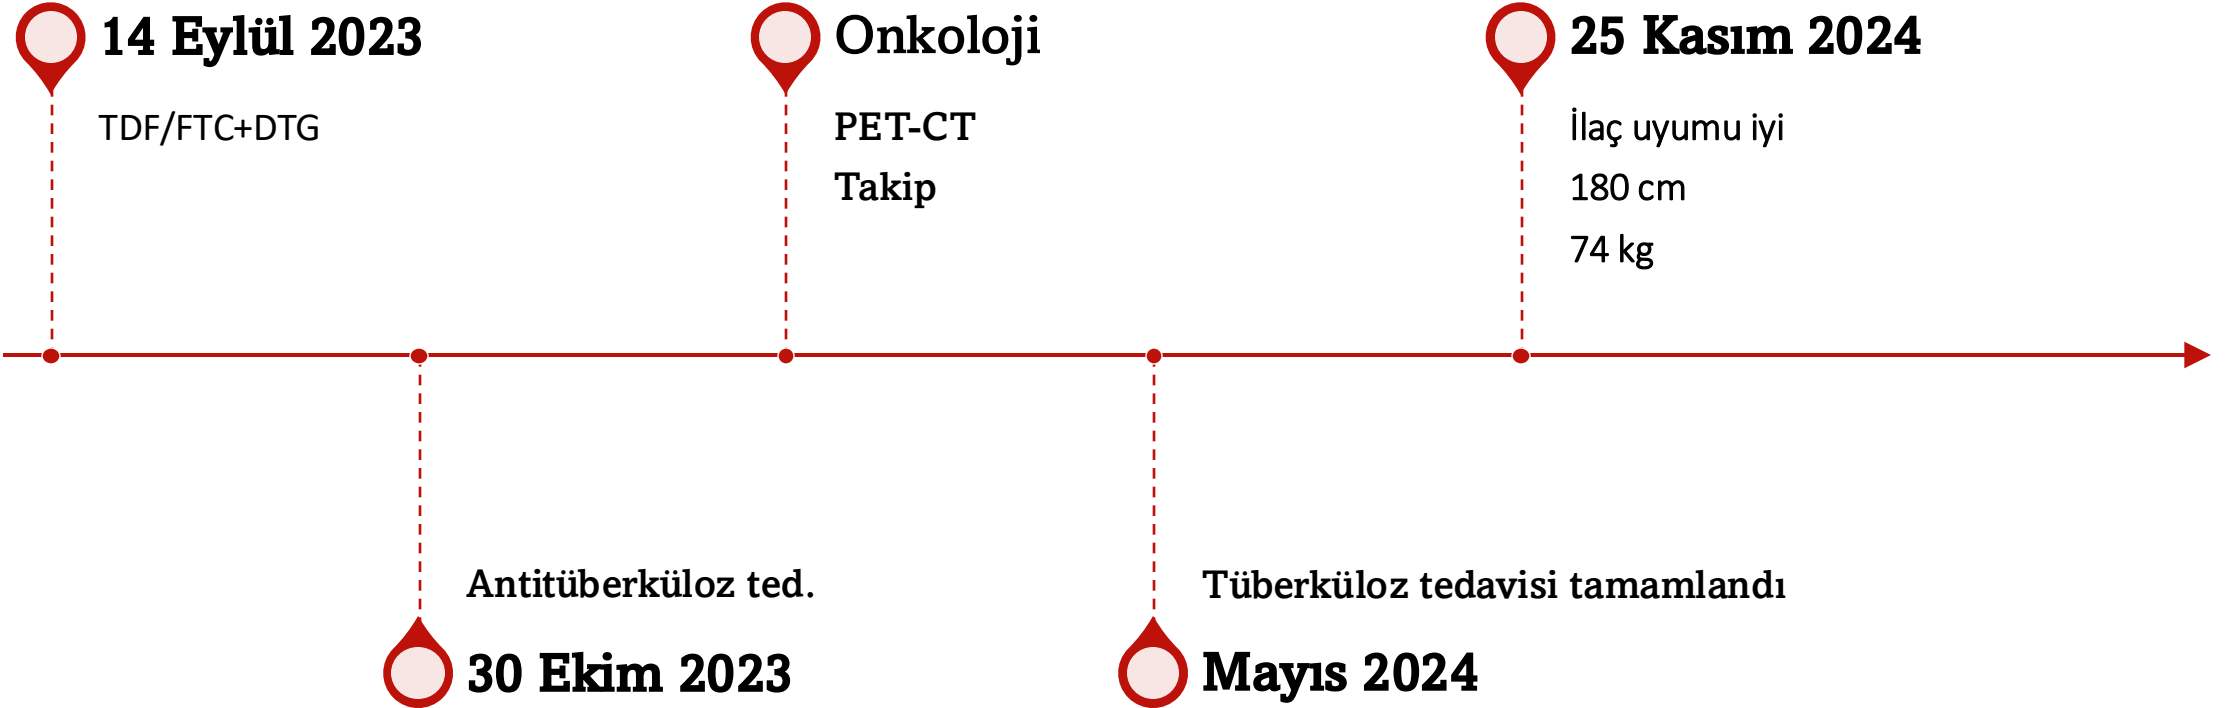 14 Eylül 2023
TDF/FTC+DTG
Onkoloji
PET-CT
Takip
25 Kasım 2024
İlaç uyumu iyi
180 cm
74 kg
Antitüberküloz ted.
30 Ekim 2023
Tüberküloz tedavisi tamamlandı
Mayıs 2024